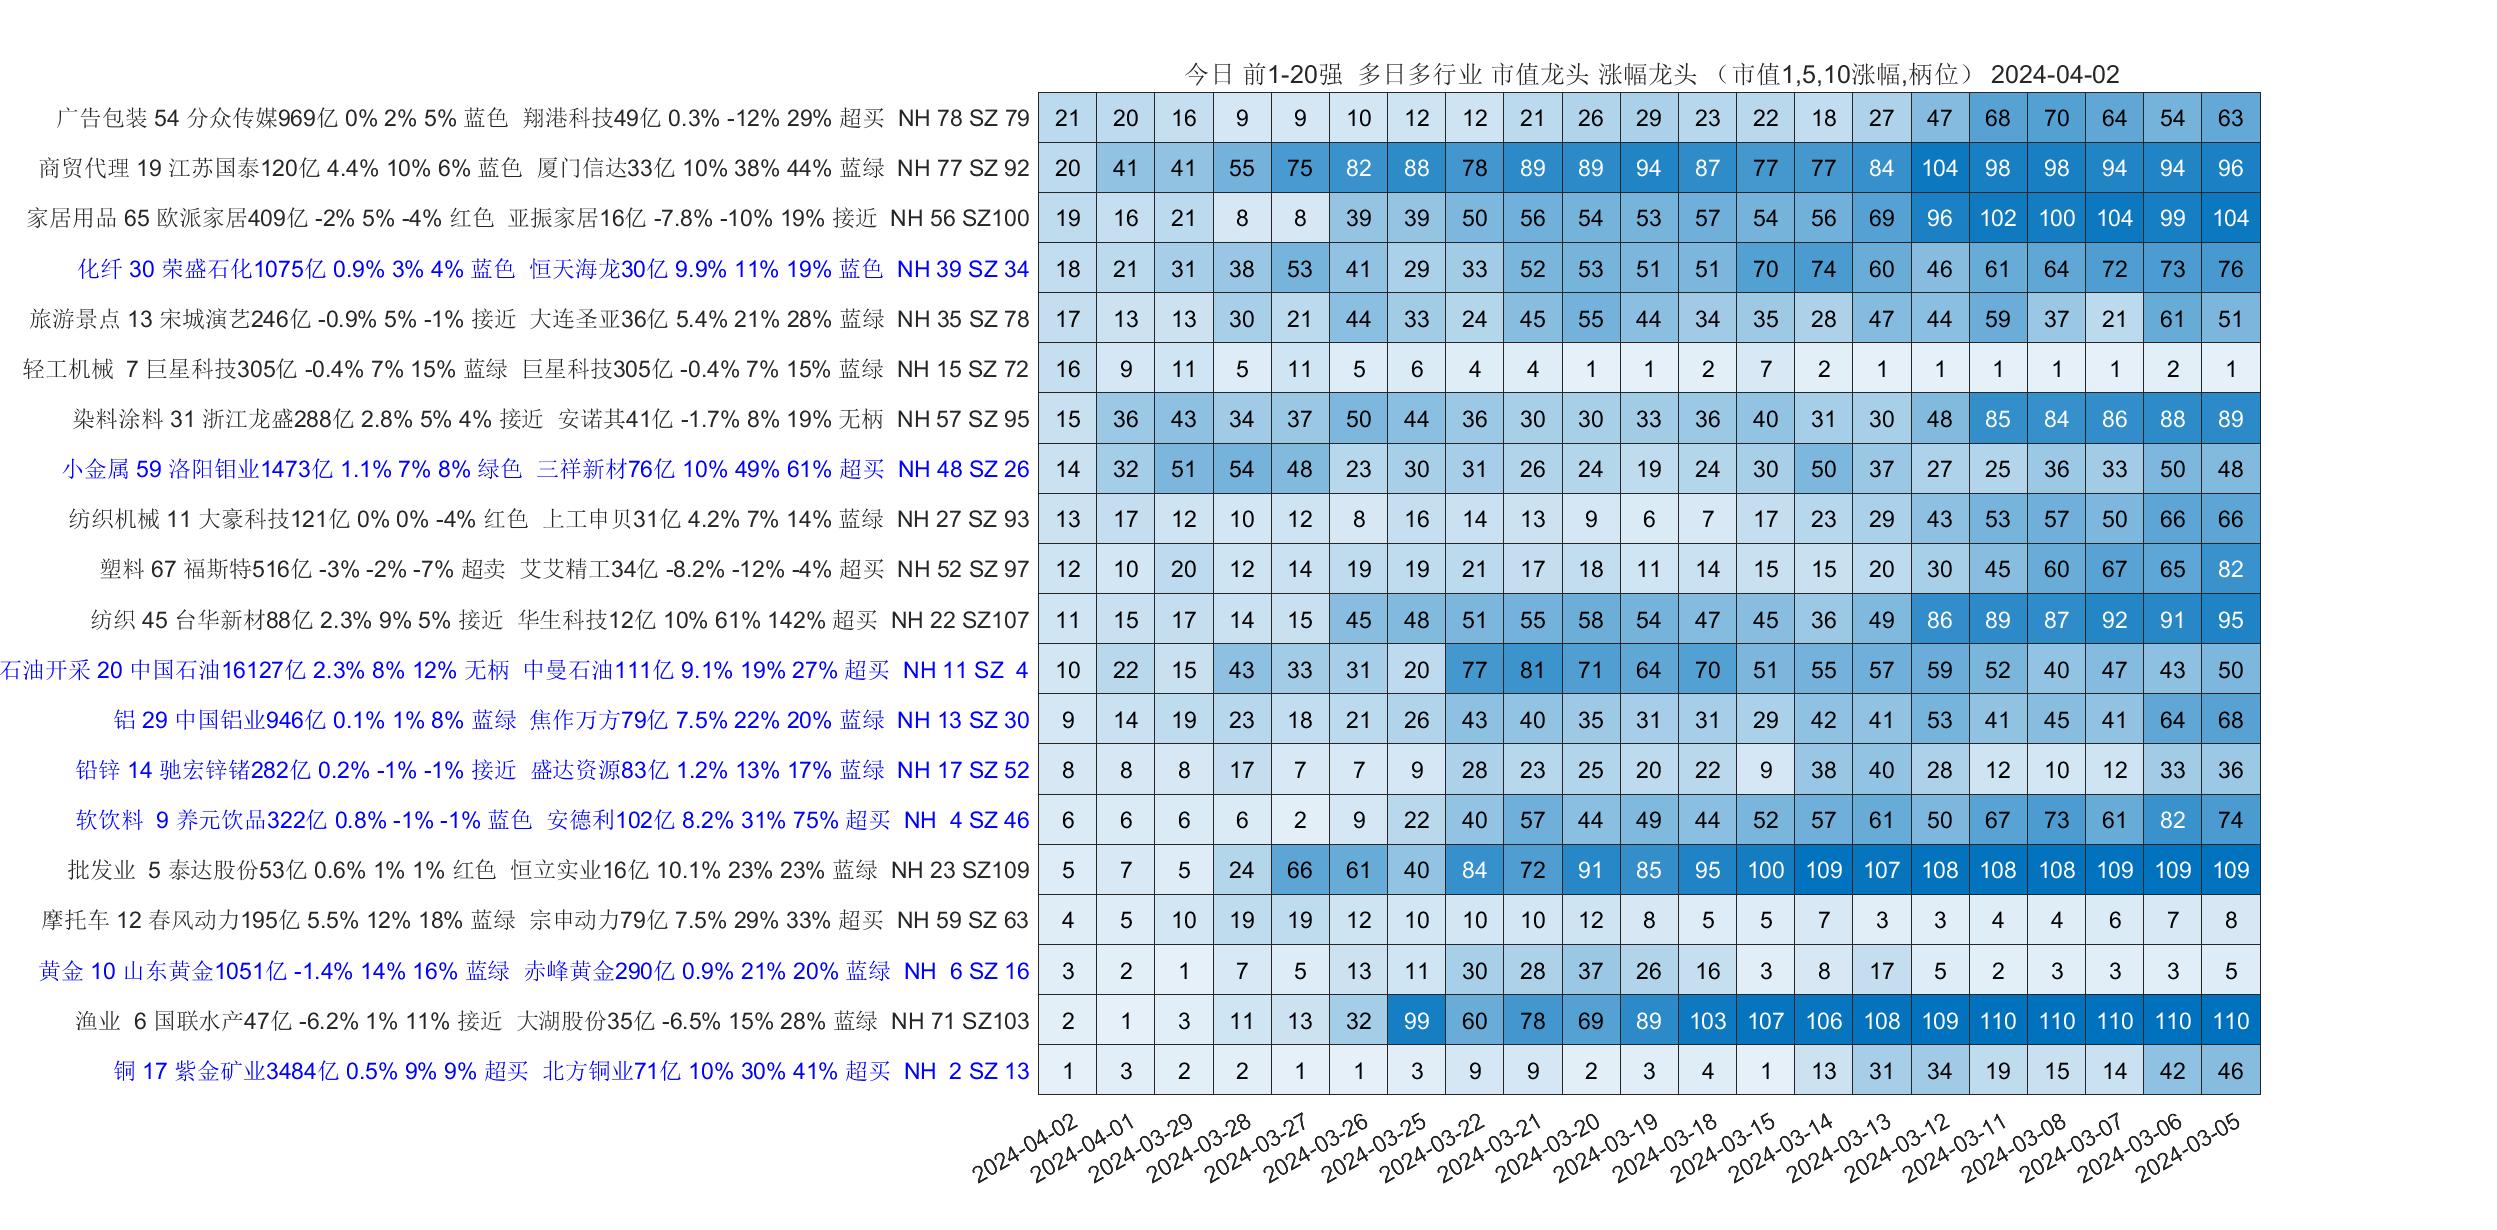 今日 前1-20强 多日多行业 市值龙头 涨幅龙头 （市值1,5,10涨幅,柄位） 2024-04-02
广告包装 54 分众传媒969亿 0% 2% 5% 蓝色 翔港科技49亿 0.3% -12% 29% 超买 NH 78 SZ 79 21 20 16 9 9 10 12 12 21 26 29 23 22 18 27 47 68 70 64 54 63
商贸代理 19 江苏国泰120亿 4.4% 10% 6% 蓝色 厦门信达33亿 10% 38% 44% 蓝绿 NH 77 SZ 92 20 41 41 55 75 82 88 78 89 89 94 87 77 77 84 104 98 98 94 94 96
家居用品 65 欧派家居409亿 -2% 5% -4% 红色 亚振家居16亿 -7.8% -10% 19% 接近 NH 56 SZ100 19 16 21 8 8 39 39 50 56 54 53 57 54 56 69 96 102 100 104 99 104
化纤 30 荣盛石化1075亿 0.9% 3% 4% 蓝色 恒天海龙30亿 9.9% 11% 19% 蓝色 NH 39 SZ 34 18 21 31 38 53 41 29 33 52 53 51 51 70 74 60 46 61 64 72 73 76
旅游景点 13 宋城演艺246亿 -0.9% 5% -1% 接近 大连圣亚36亿 5.4% 21% 28% 蓝绿 NH 35 SZ 78 17 13 13 30 21 44 33 24 45 55 44 34 35 28 47 44 59 37 21 61 51
轻工机械 7 巨星科技305亿 -0.4% 7% 15% 蓝绿 巨星科技305亿 -0.4% 7% 15% 蓝绿 NH 15 SZ 72 16 9 11 5 11 5 6 4 4 1 1 2 7 2 1 1 1 1 1 2 1
染料涂料 31 浙江龙盛288亿 2.8% 5% 4% 接近 安诺其41亿 -1.7% 8% 19% 无柄 NH 57 SZ 95 15 36 43 34 37 50 44 36 30 30 33 36 40 31 30 48 85 84 86 88 89
小金属 59 洛阳钼业1473亿 1.1% 7% 8% 绿色 三祥新材76亿 10% 49% 61% 超买 NH 48 SZ 26 14 32 51 54 48 23 30 31 26 24 19 24 30 50 37 27 25 36 33 50 48
纺织机械 11 大豪科技121亿 0% 0% -4% 红色 上工申贝31亿 4.2% 7% 14% 蓝绿 NH 27 SZ 93 13 17 12 10 12 8 16 14 13 9 6 7 17 23 29 43 53 57 50 66 66
塑料 67 福斯特516亿 -3% -2% -7% 超卖 艾艾精工34亿 -8.2% -12% -4% 超买 NH 52 SZ 97 12 10 20 12 14 19 19 21 17 18 11 14 15 15 20 30 45 60 67 65 82
纺织 45 台华新材88亿 2.3% 9% 5% 接近 华生科技12亿 10% 61% 142% 超买 NH 22 SZ107 11 15 17 14 15 45 48 51 55 58 54 47 45 36 49 86 89 87 92 91 95
石油开采 20 中国石油16127亿 2.3% 8% 12% 无柄 中曼石油111亿 9.1% 19% 27% 超买 NH 11 SZ 4 10 22 15 43 33 31 20 77 81 71 64 70 51 55 57 59 52 40 47 43 50
铝 29 中国铝业946亿 0.1% 1% 8% 蓝绿 焦作万方79亿 7.5% 22% 20% 蓝绿 NH 13 SZ 30 9 14 19 23 18 21 26 43 40 35 31 31 29 42 41 53 41 45 41 64 68
铅锌 14 驰宏锌锗282亿 0.2% -1% -1% 接近 盛达资源83亿 1.2% 13% 17% 蓝绿 NH 17 SZ 52 8 8 8 17 7 7 9 28 23 25 20 22 9 38 40 28 12 10 12 33 36
软饮料 9 养元饮品322亿 0.8% -1% -1% 蓝色 安德利102亿 8.2% 31% 75% 超买 NH 4 SZ 46 6 6 6 6 2 9 22 40 57 44 49 44 52 57 61 50 67 73 61 82 74
批发业 5 泰达股份53亿 0.6% 1% 1% 红色 恒立实业16亿 10.1% 23% 23% 蓝绿 NH 23 SZ109 5 7 5 24 66 61 40 84 72 91 85 95 100 109 107 108 108 108 109 109 109
摩托车 12 春风动力195亿 5.5% 12% 18% 蓝绿 宗申动力79亿 7.5% 29% 33% 超买 NH 59 SZ 63 4 5 10 19 19 12 10 10 10 12 8 5 5 7 3 3 4 4 6 7 8
黄金 10 山东黄金1051亿 -1.4% 14% 16% 蓝绿 赤峰黄金290亿 0.9% 21% 20% 蓝绿 NH 6 SZ 16 3 2 1 7 5 13 11 30 28 37 26 16 3 8 17 5 2 3 3 3 5
渔业 6 国联水产47亿 -6.2% 1% 11% 接近 大湖股份35亿 -6.5% 15% 28% 蓝绿 NH 71 SZ103 2 1 3 11 13 32 99 60 78 69 89 103 107 106 108 109 110 110 110 110 110
铜 17 紫金矿业3484亿 0.5% 9% 9% 超买 北方铜业71亿 10% 30% 41% 超买 NH 2 SZ 13 1 3 2 2 1 1 3 9 9 2 3 4 1 13 31 34 19 15 14 42 46
2024-04-02 2024-04-01 2024-03-29 2024-03-28 2024-03-27 2024-03-26 2024-03-25 2024-03-22 2024-03-21 2024-03-20 2024-03-19 2024-03-18 2024-03-15 2024-03-14 2024-03-13 2024-03-12 2024-03-11 2024-03-08 2024-03-07 2024-03-06 2024-03-05